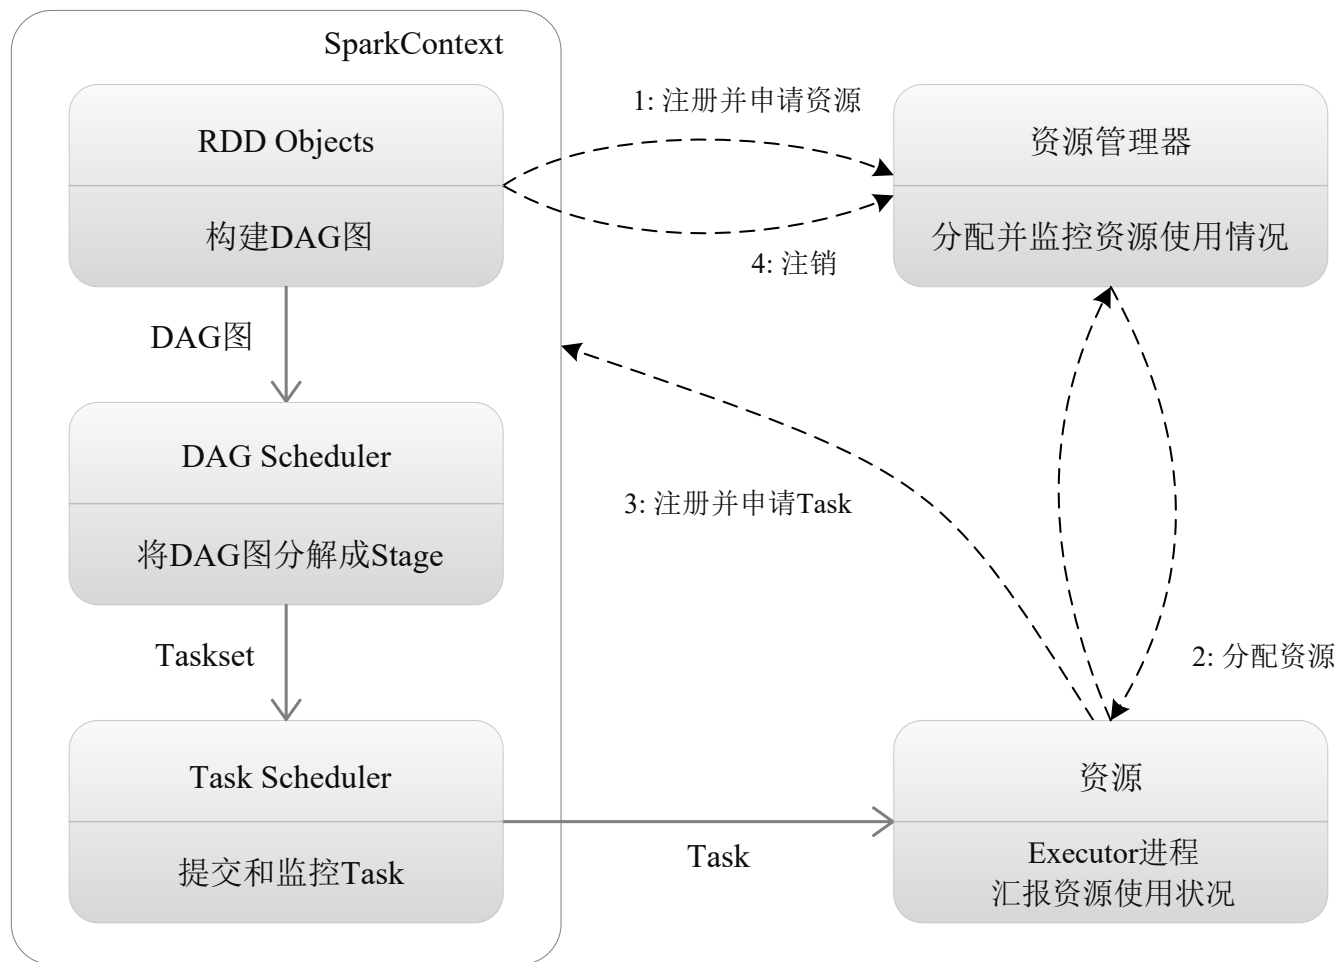 SparkContext
1: 注册并申请资源
RDD Objects
资源管理器
构建DAG图
分配并监控资源使用情况
4: 注销
DAG图
DAG Scheduler
3: 注册并申请Task
将DAG图分解成Stage
Taskset
2: 分配资源
Task Scheduler
资源
Task
Executor进程
提交和监控Task
汇报资源使用状况